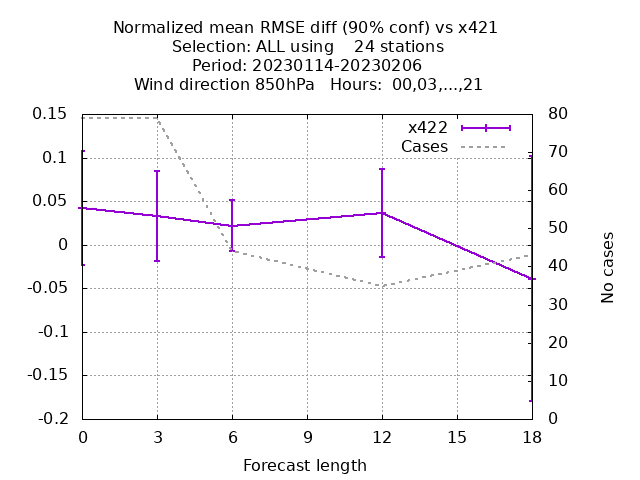 Normalized mean RMSE diff (90% conf) vs x421
Selection: ALL using    24 stations
Period: 20230114-20230206
Wind direction 850hPa   Hours:  00,03,...,21
x422
Cases
0.15
0.1
0.05
0
-0.05
-0.1
-0.15
-0.2
80
70
60
50
40
30
20
10
0
No cases
0 3 6 9 12 15 18
Forecast length